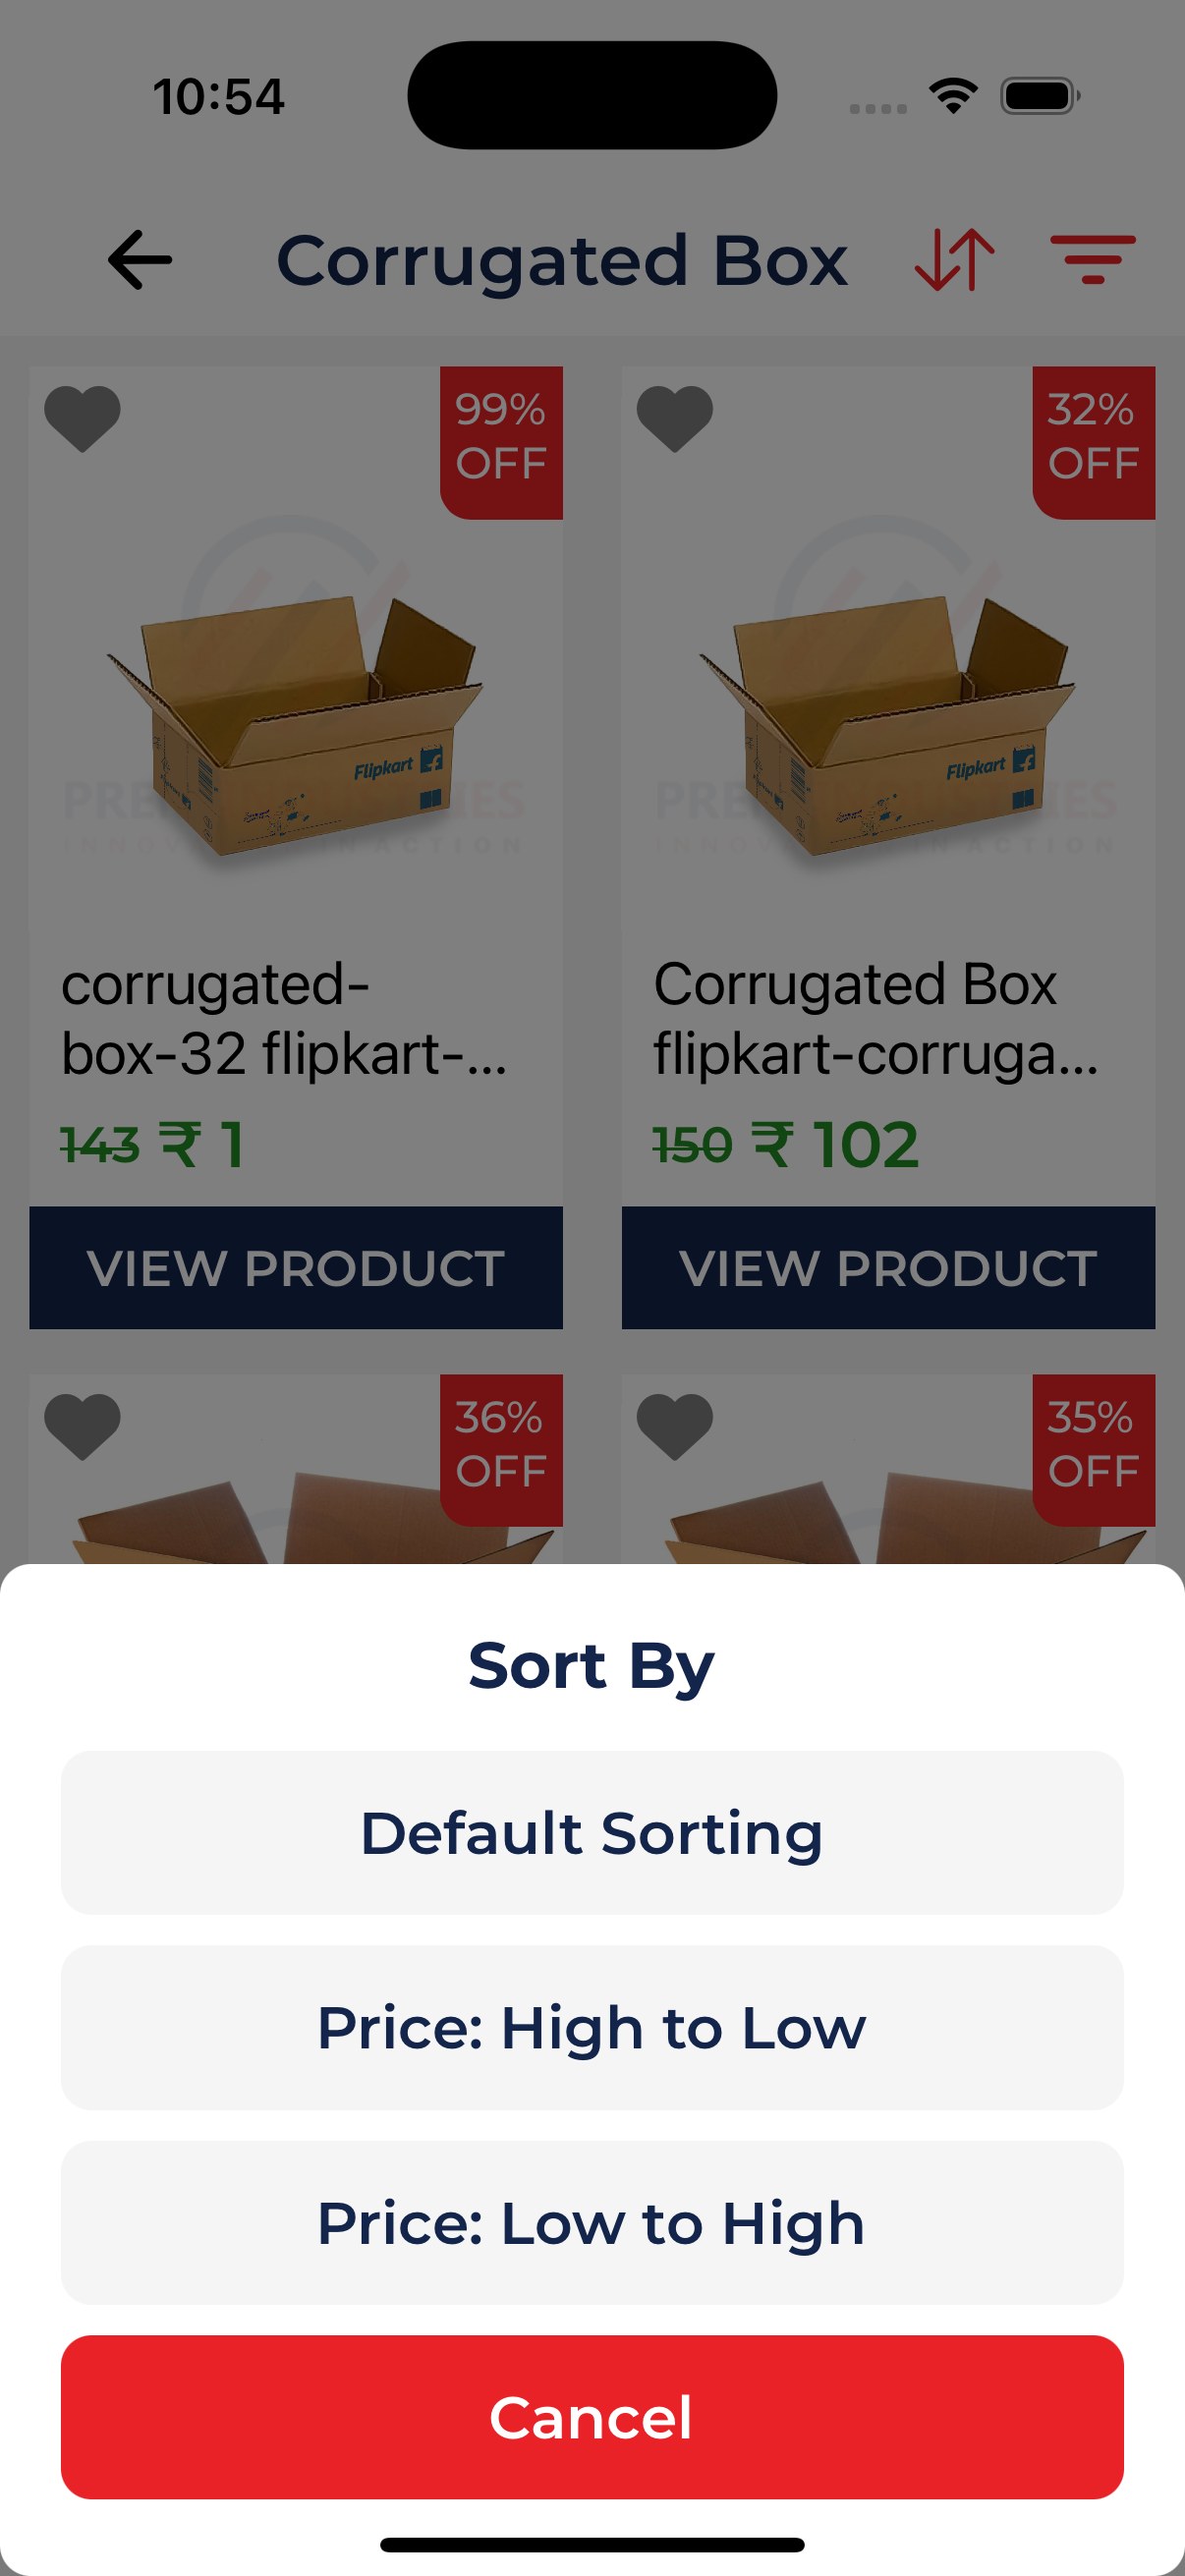 10:54
Corrugated Box
99%
OFF
32%
OFF
Flipkart
Flipkart
corrugated-
box-32 flipkart-...
Corrugated Box
flipkart-corruga...
143 ₹ 1
150 ₹ 102
VIEW PRODUCT
VIEW PRODUCT
36%
OFF
35%
OFF
Sort By
Default Sorting
Price: High to Low
Price: Low to High
Cancel